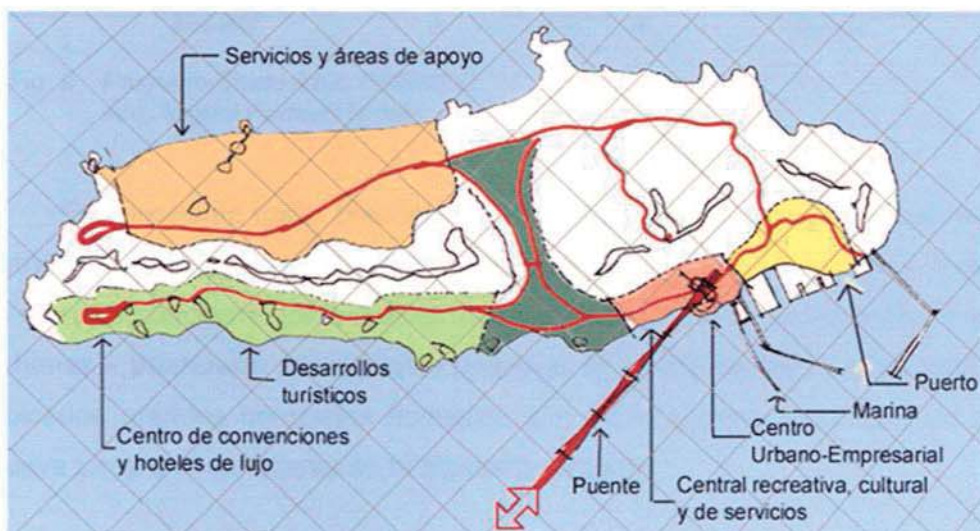 Servicios y áreas de apoyo
Desarrollos
turísticos
Centro de convenciones
y hoteles de lujo
Puente
Puerto
Marina
Centro
Urbano-Empresarial
Central recreativa, cultural
y de servicios